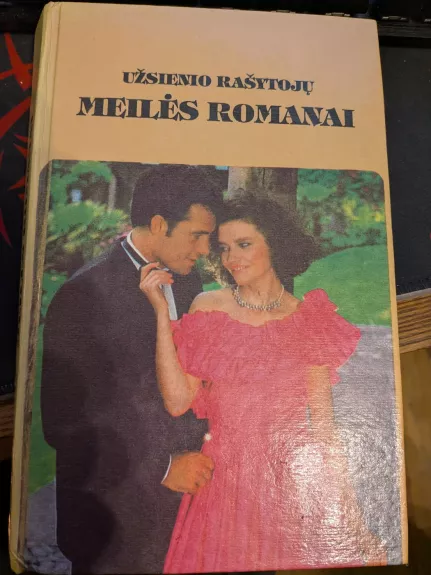 UŽSIENIO RAŠYTOJŲ
MEILĖS ROMANAI